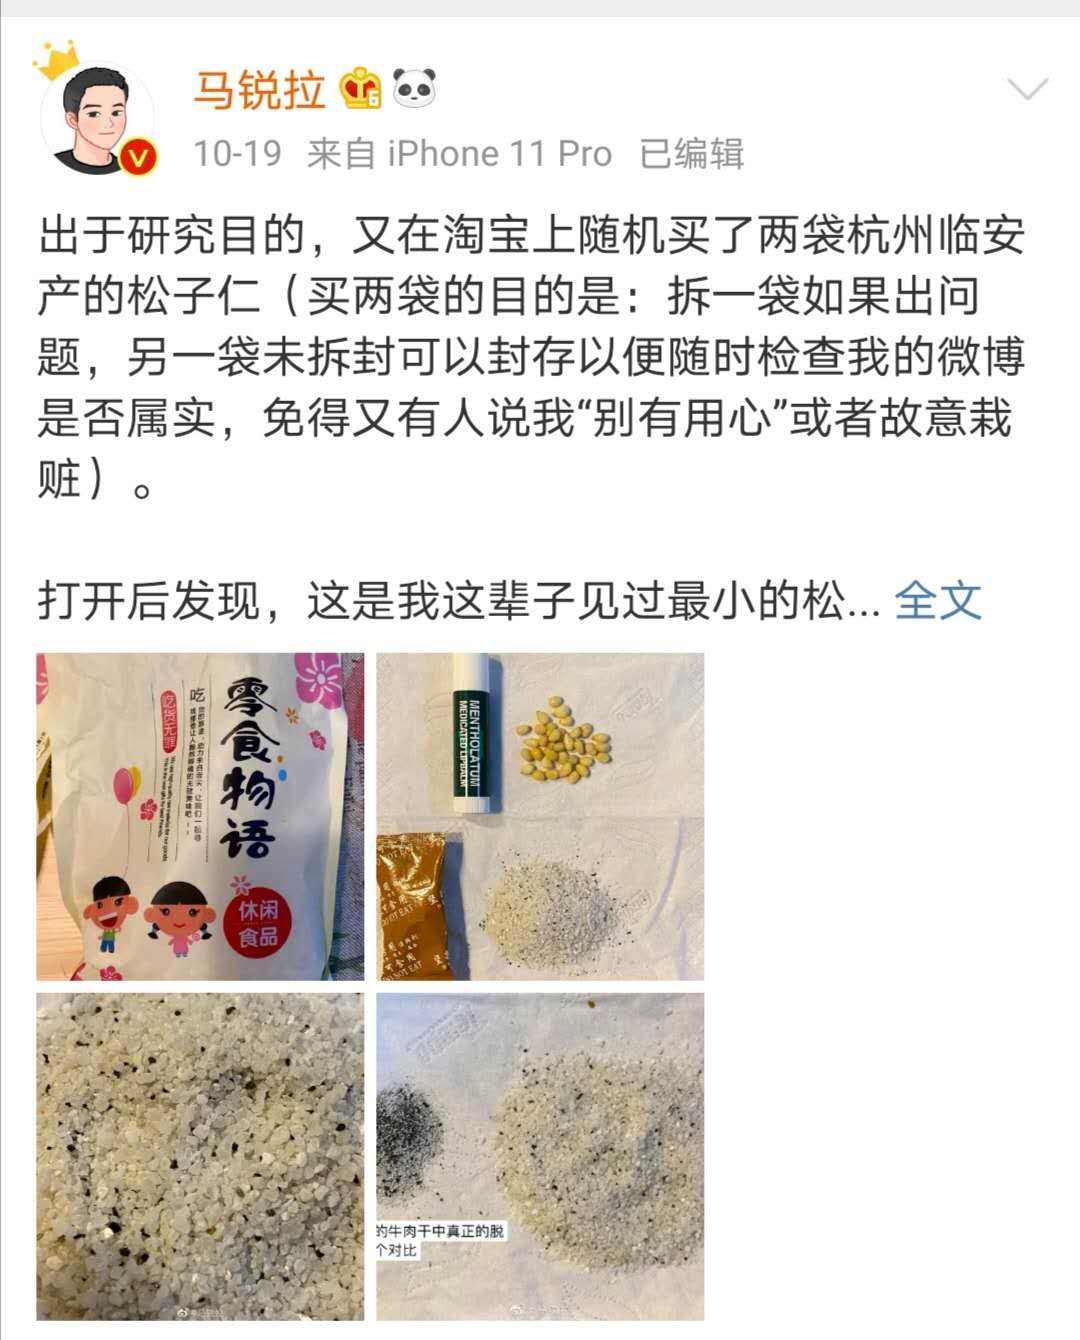 马锐拉
10-19 来自 iPhone 11 Pro 已编辑
出于研究目的，又在淘宝上随机买了两袋杭州临安
产的松子仁（买两袋的目的是：拆一袋如果出问
题，另一袋未拆封可以封存以便随时检查我的微博
是否属实，免得又有人说我“别有用心”或者故意栽
赃）。
打开后发现，这是我这辈子见过最小的松... 全文
零食物语
吃
吃货无罪
休闲
食品
MENTHOLATUM
MEDICATED LIPBALM
DO NOT EAT
的牛肉干中真正的脱
个对比